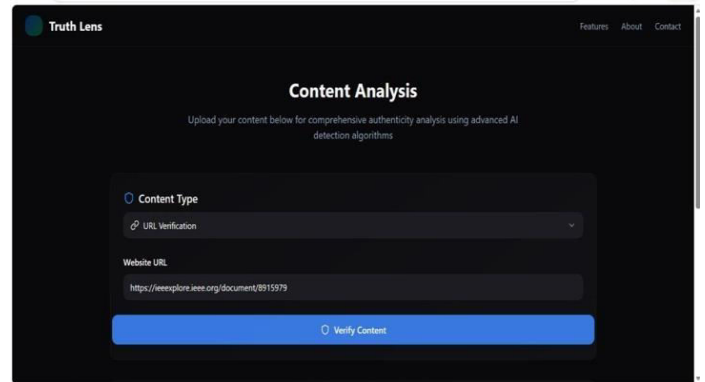 Truth Lens
Features About Contact
Content Analysis
Upload your content below for comprehensive authenticity analysis using advanced AI
detection algorithms
Content Type
URL Verification
Website URL
https://ieeexplore.ieee.org/document/8915979
Verify Content